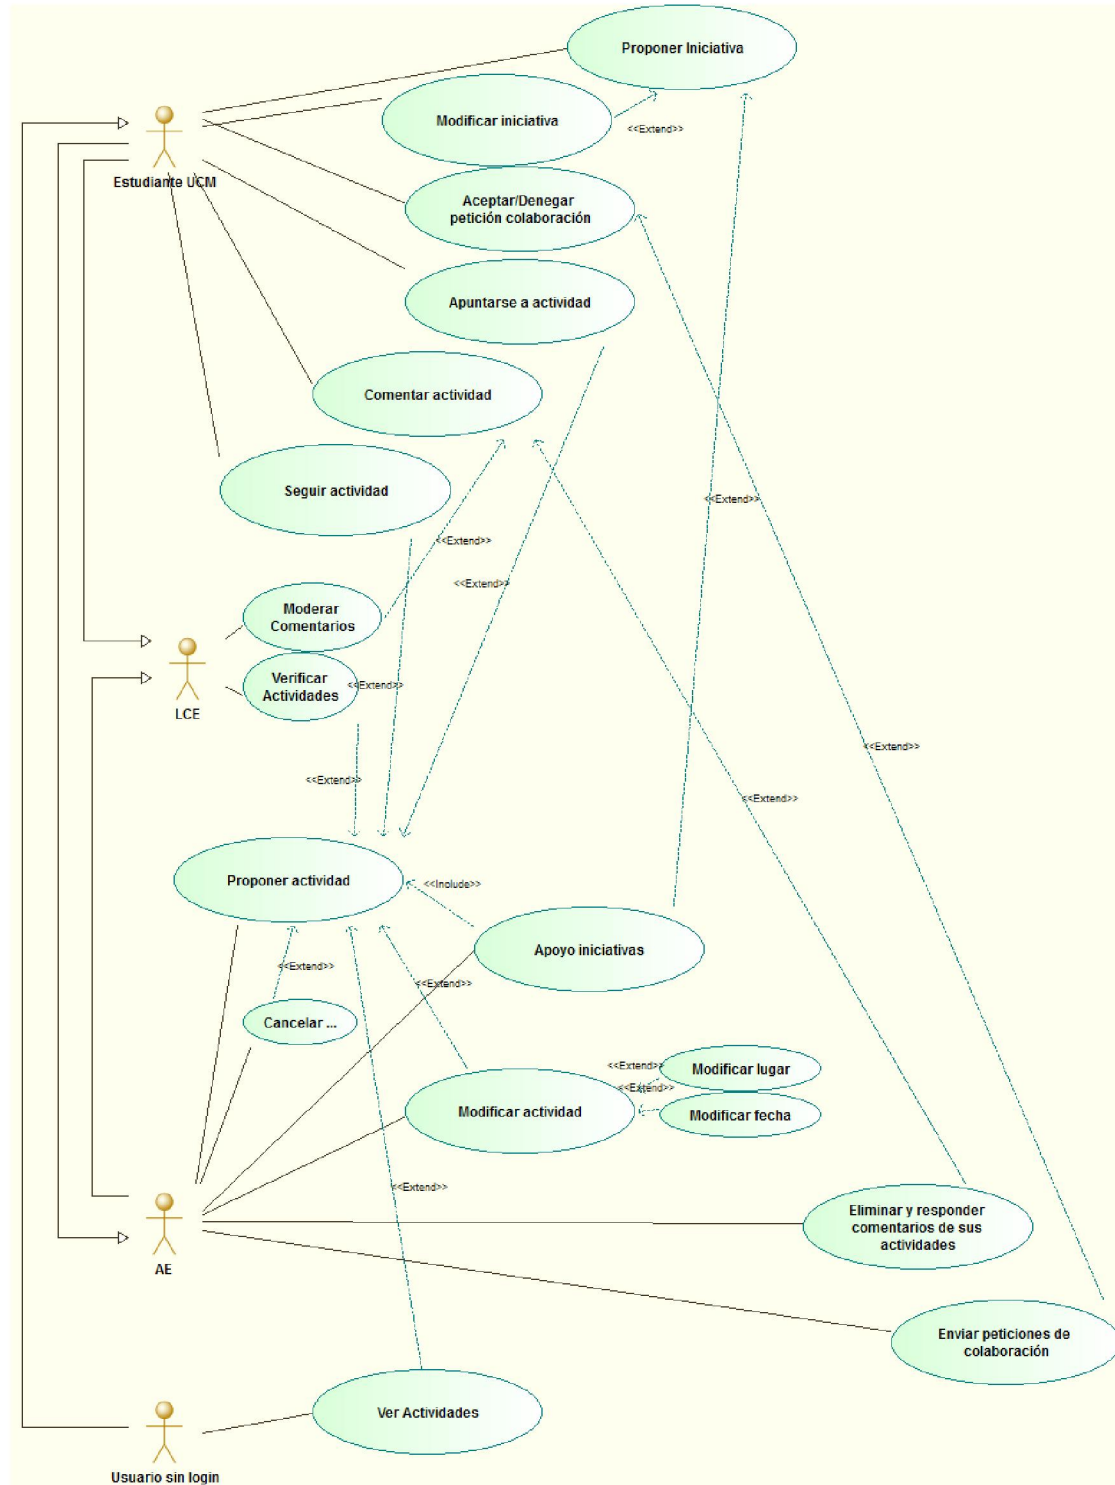 Proponer Iniciativa
Modificar iniciativa
<<Extend>>
Estudiante UCM
Aceptar/Denegar
petición colaboración
Apuntarse a actividad
Comentar actividad
Seguir actividad
<<Extend>>
<<Extend>>
<<Extend>>
Moderar
Comentarios
Verificar
Actividades
<<Extend>>
LCE
<<Extend>>
<<Extend>>
<<Extend>>
Proponer actividad
<<Include>>
Apoyo iniciativas
<<Extend>>
<<Extend>>
Cancelar ...
<<Extend>>
Modificar lugar
<<Extend>>
Modificar actividad
Modificar fecha
<<Extend>>
Eliminar y responder
comentarios de sus
actividades
AE
Enviar peticiones de
colaboración
Ver Actividades
Usuario sin login